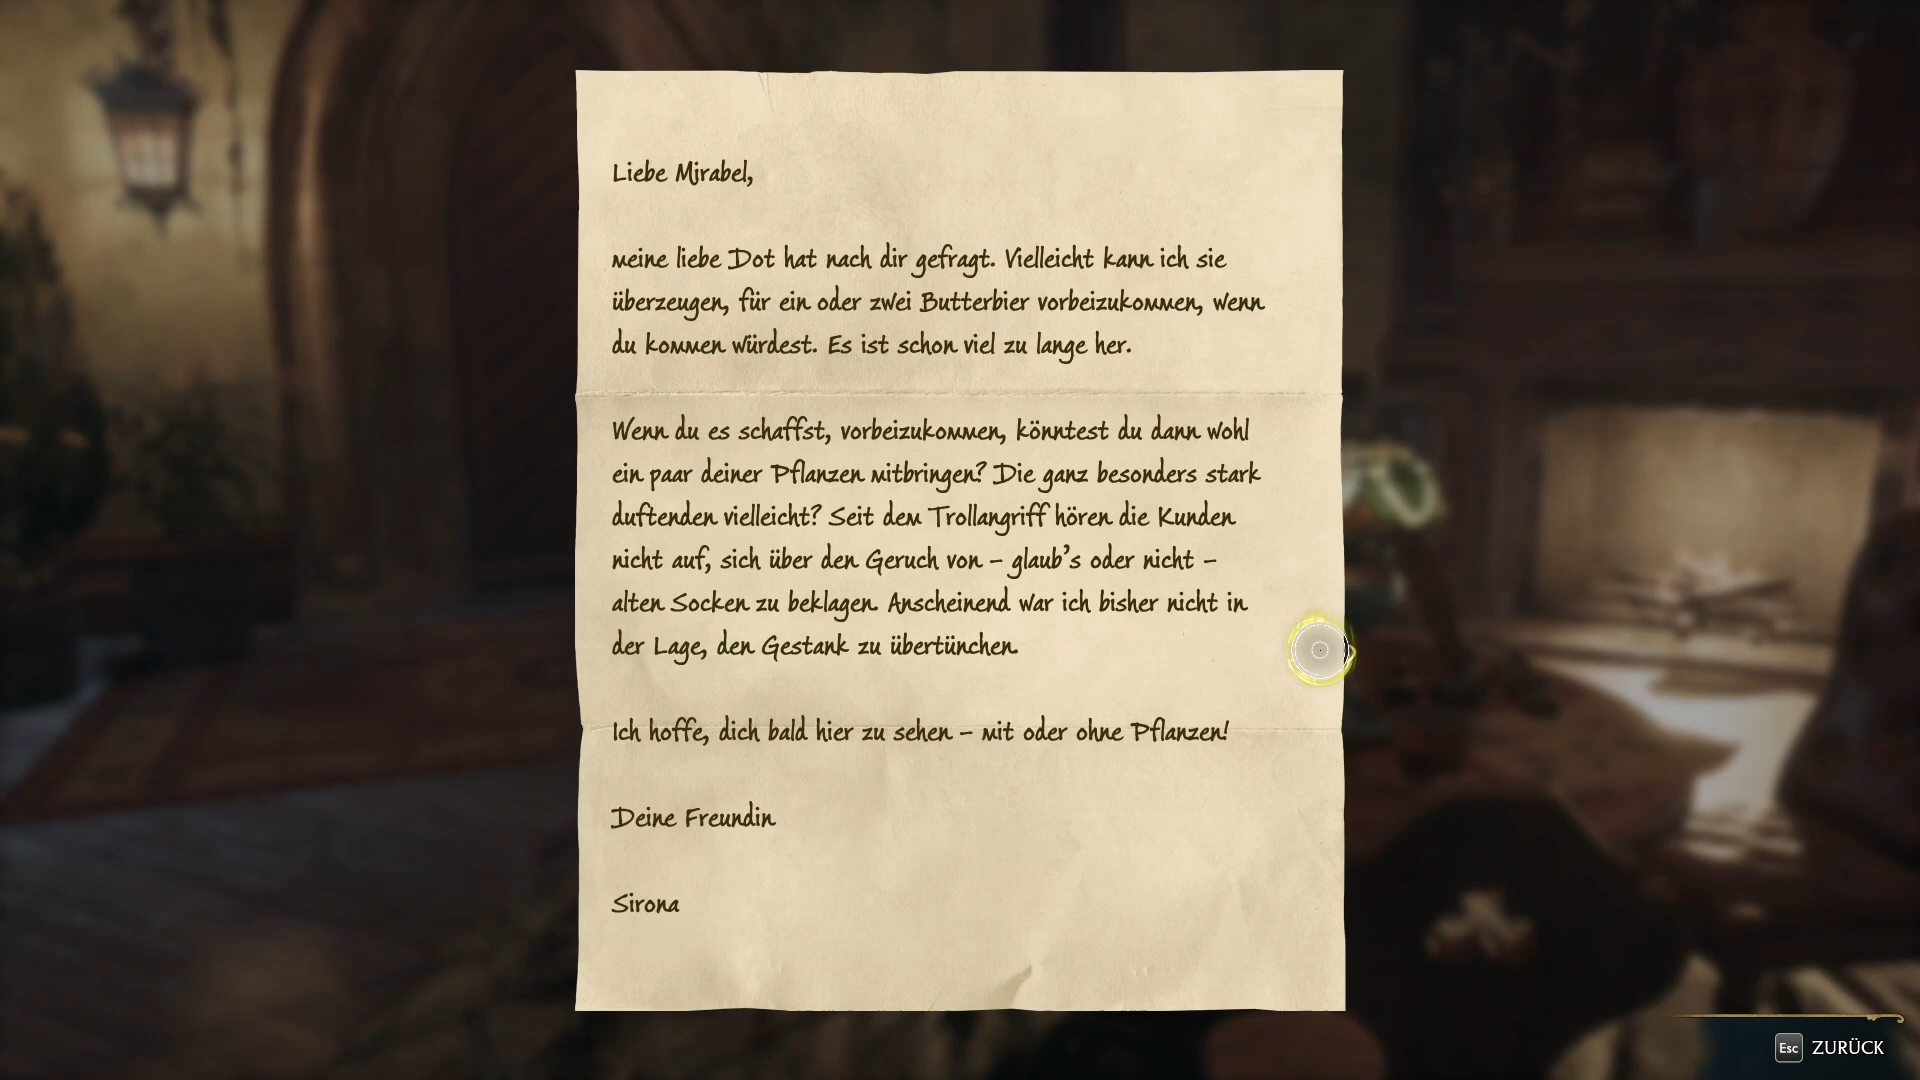 Liebe Mirabel,
meine liebe Dot hat nach dir gefragt. Vielleicht kann ich sie
überzeugen, für ein oder zwei Butterbier vorbeizukommen, wenn
du kommen würdest. Es ist schon viel zu lange her.
Wenn du es schaffst, vorbeizukommen, könntest du dann wohl
ein paar deiner Pflanzen mitbringen? Die ganz besonders stark
duftenden vielleicht? Seit dem Trollangriff hören die Kunden
nicht auf, sich über den Geruch von – glaub's oder nicht –
alten Socken zu beklagen. Anscheinend war ich bisher nicht in
der Lage, den Gestank zu übertünchen.
Ich hoffe, dich bald hier zu sehen – mit oder ohne Pflanzen!
Deine Freundin
Sirona
Esc ZURÜCK